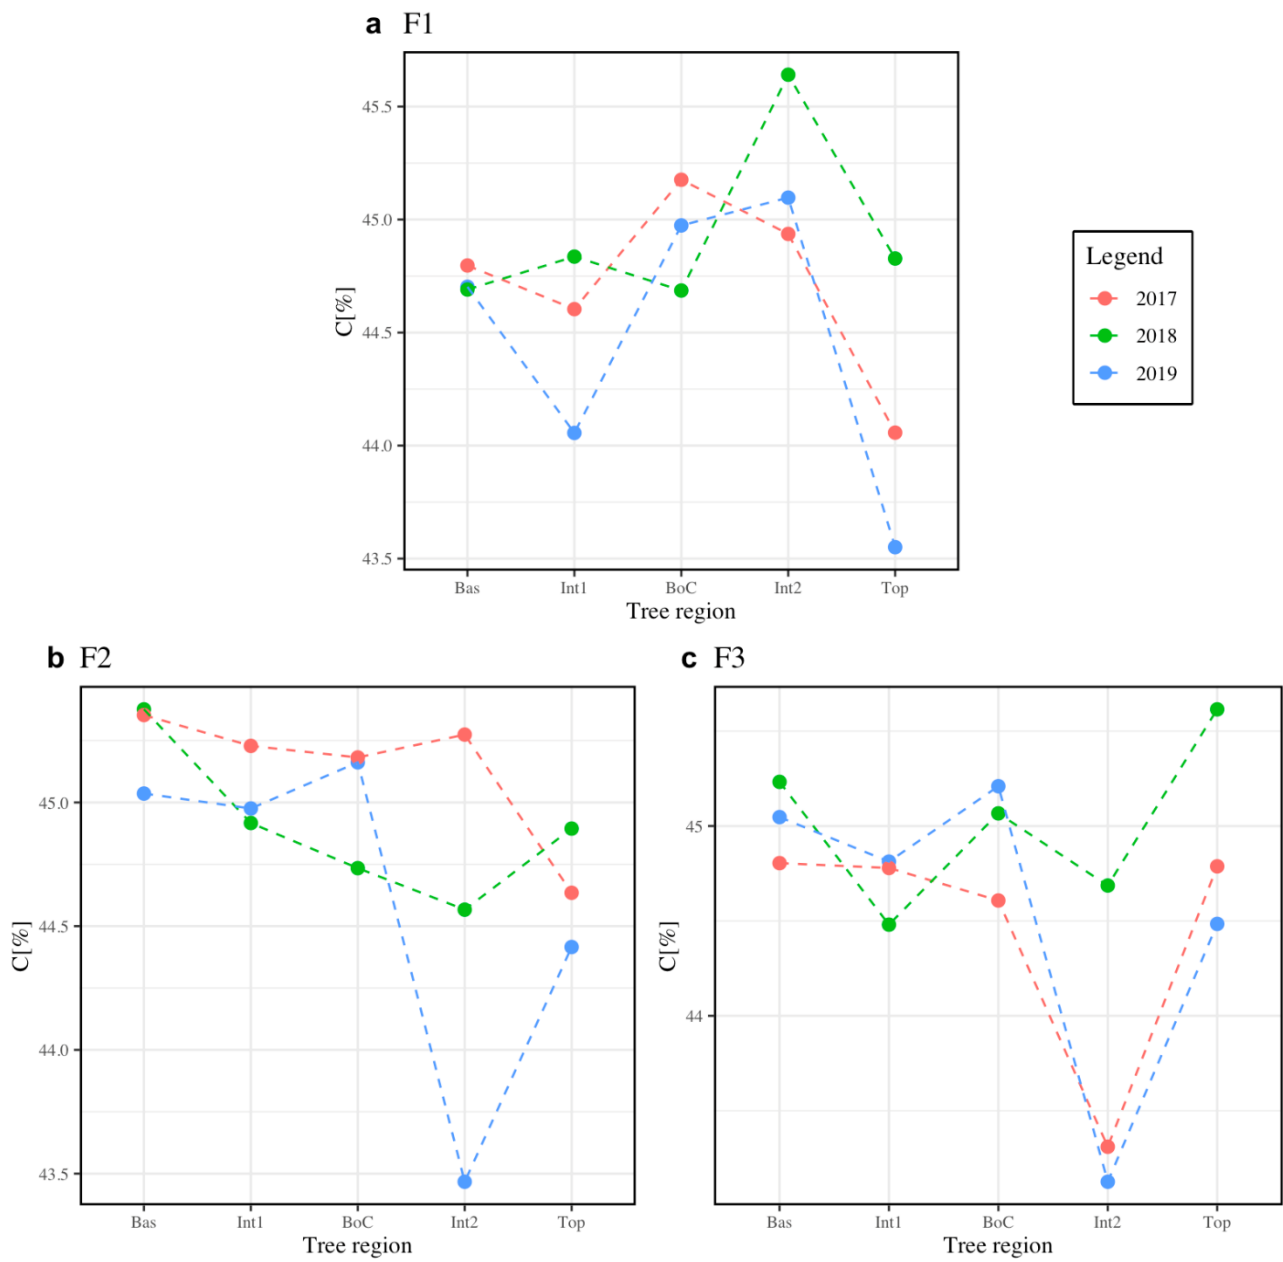 a F1
45.5
45.0
44.5
44.0
43.5
C[%]
Bas Int1 BoC Int2 Top
Tree region
Legend
2017
2018
2019
b F2
45.0
44.5
44.0
43.5
C[%]
Bas Int1 BoC Int2 Top
Tree region
c F3
45
44
C[%]
Bas Int1 BoC Int2 Top
Tree region